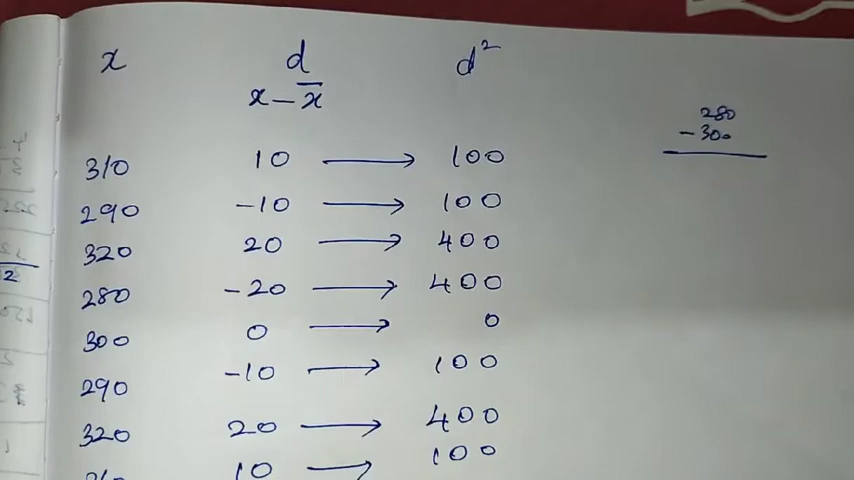 x d d²
x - x̄
280
- 300
310 10 → 100
290 -10 → 100
320 20 → 400
280 -20 → 400
300 0 → 0
290 -10 → 100
320 20 → 400
10 → 100
2